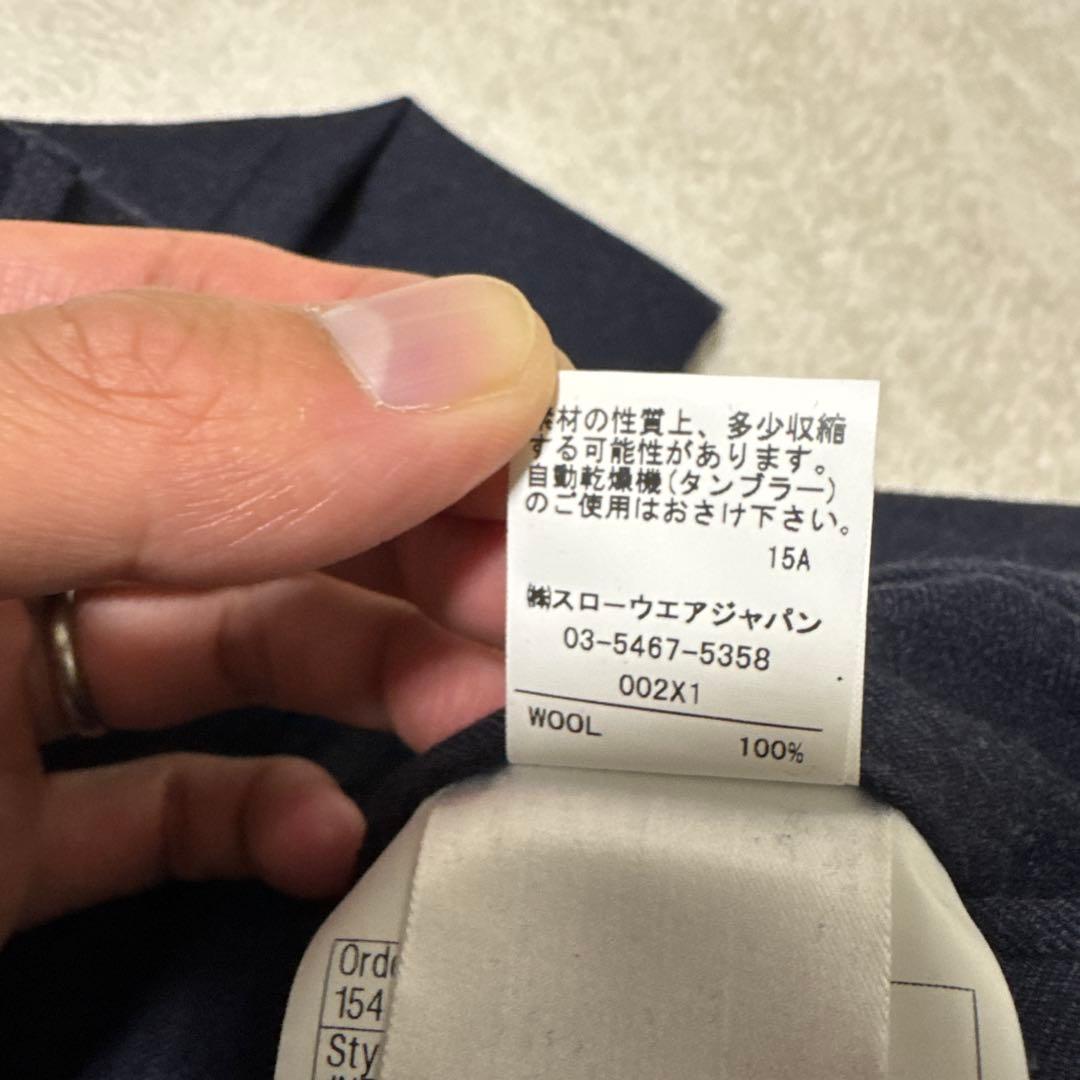 素材の性質上、多少収縮
する可能性があります。
自動乾燥機(タンブラー)
のご使用はおさけ下さい。
15A
㈱スローウエアジャパン
03-5467-5358
002X1
WOOL 100%
Orde
154
Sty